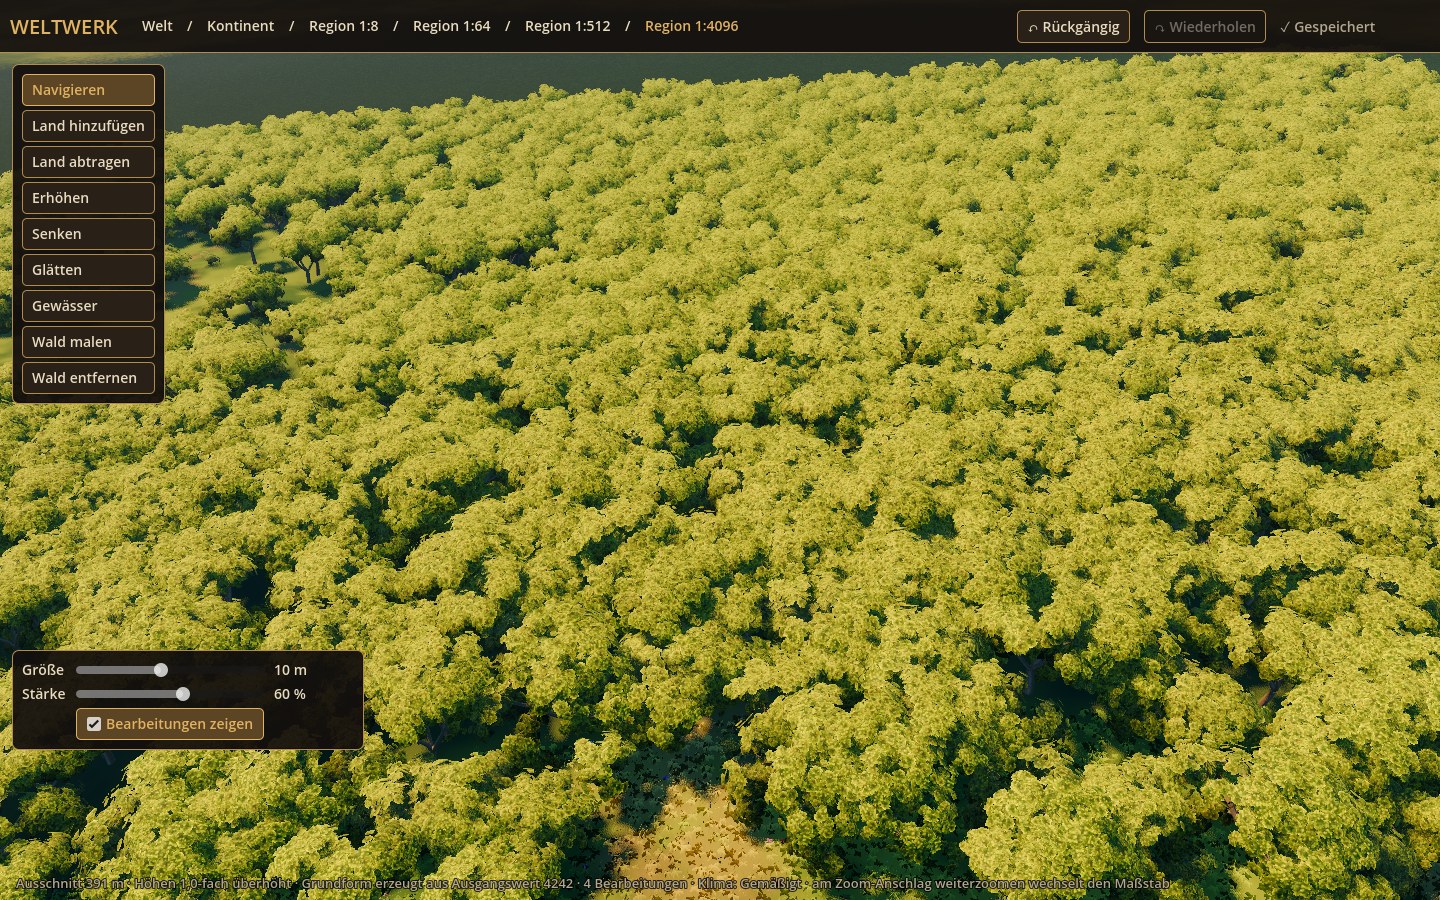 WELTWERK Welt / Kontinent / Region 1:8 / Region 1:64 / Region 1:512 / Region 1:4096 Rückgängig Wiederholen ✓ Gespeichert
Navigieren
Land hinzufügen
Land abtragen
Erhöhen
Senken
Glätten
Gewässer
Wald malen
Wald entfernen
Größe 10 m
Stärke 60 %
Bearbeitungen zeigen
Ausschnitt 391 m · Höhen 1,0-fach überhöht · Grundform erzeugt aus Ausgangswert 4242 · 4 Bearbeitungen · Klima: Gemäßigt · am Zoom-Anschlag weiterzoomen wechselt den Maßstab